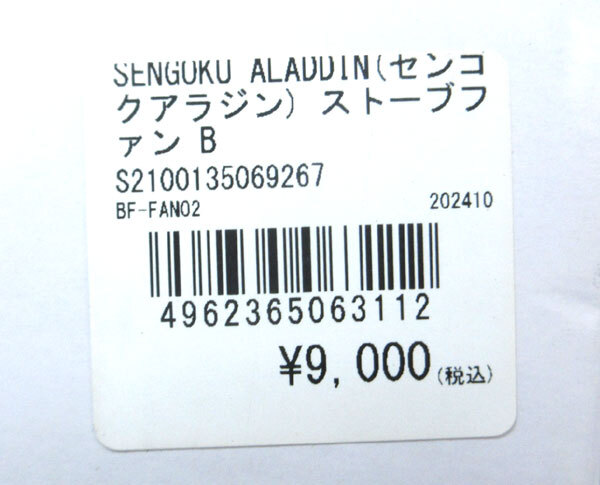 SENGOKU ALADDIN(センゴ
クアラジン) ストーブフ
ァン B
S2100135069267
BF-FAN02 202410
4962365063112
¥9,000(税込)